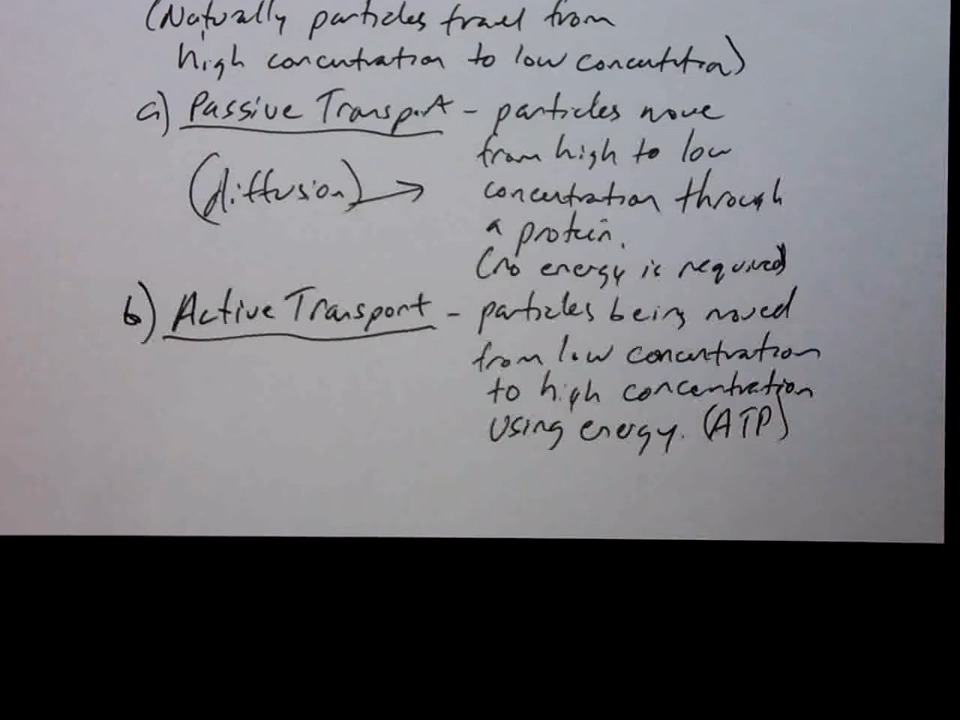 (Naturally particles travel from
high concentration to low concentration)
a) Passive Transport - particles move
from high to low
(diffusion) → concentration through
a protein.
(no energy is required)
b) Active Transport - particles being moved
from low concentration
to high concentration
using energy. (ATP)